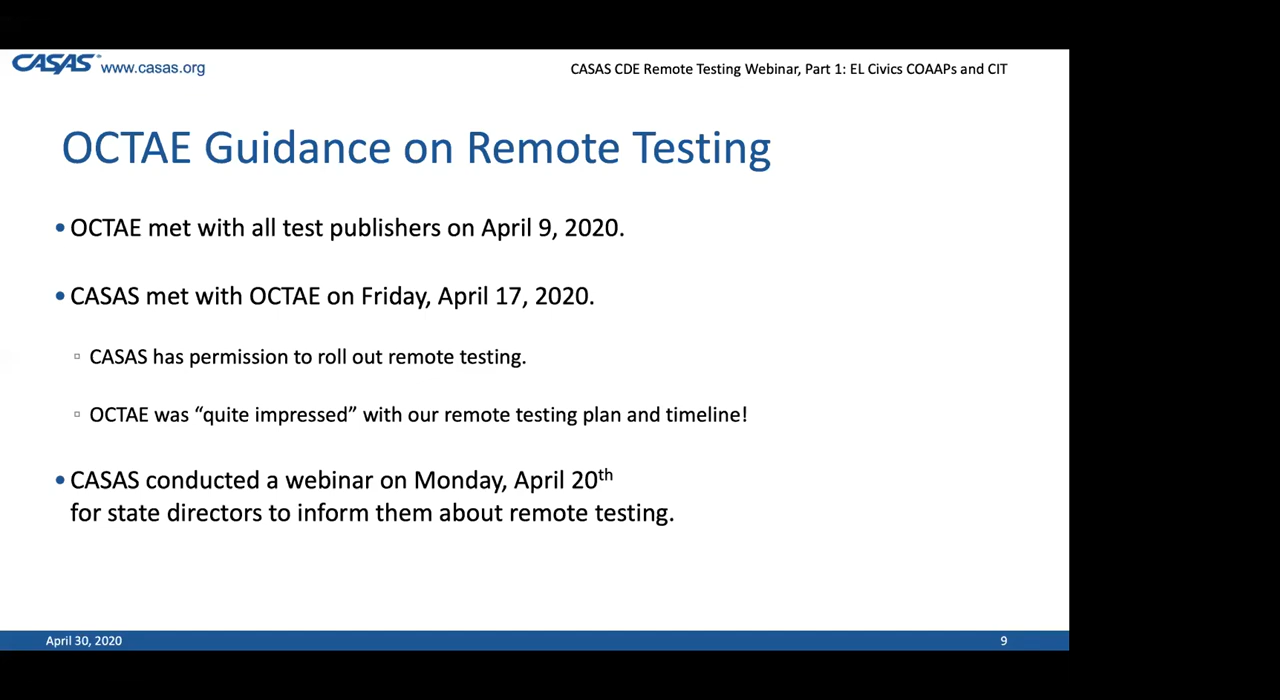 CASAS www.casas.org
CASAS CDE Remote Testing Webinar, Part 1: EL Civics COAAPs and CIT
OCTAE Guidance on Remote Testing
• OCTAE met with all test publishers on April 9, 2020.
• CASAS met with OCTAE on Friday, April 17, 2020.
▫ CASAS has permission to roll out remote testing.
▫ OCTAE was “quite impressed” with our remote testing plan and timeline!
• CASAS conducted a webinar on Monday, April 20th
for state directors to inform them about remote testing.
April 30, 2020
9